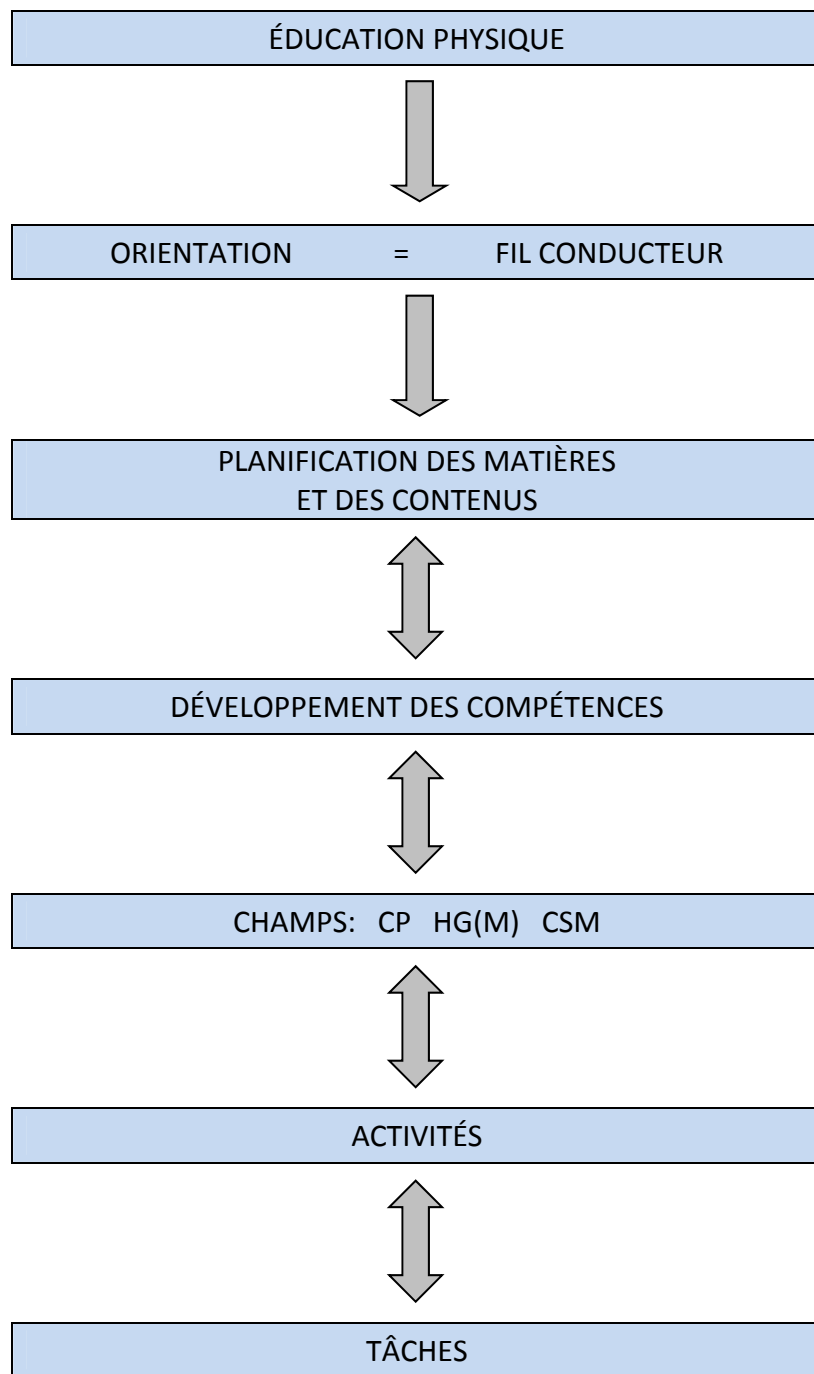 ÉDUCATION PHYSIQUE
ORIENTATION = FIL CONDUCTEUR
PLANIFICATION DES MATIÈRES
ET DES CONTENUS
DÉVELOPPEMENT DES COMPÉTENCES
CHAMPS: CP HG(M) CSM
ACTIVITÉS
TÂCHES